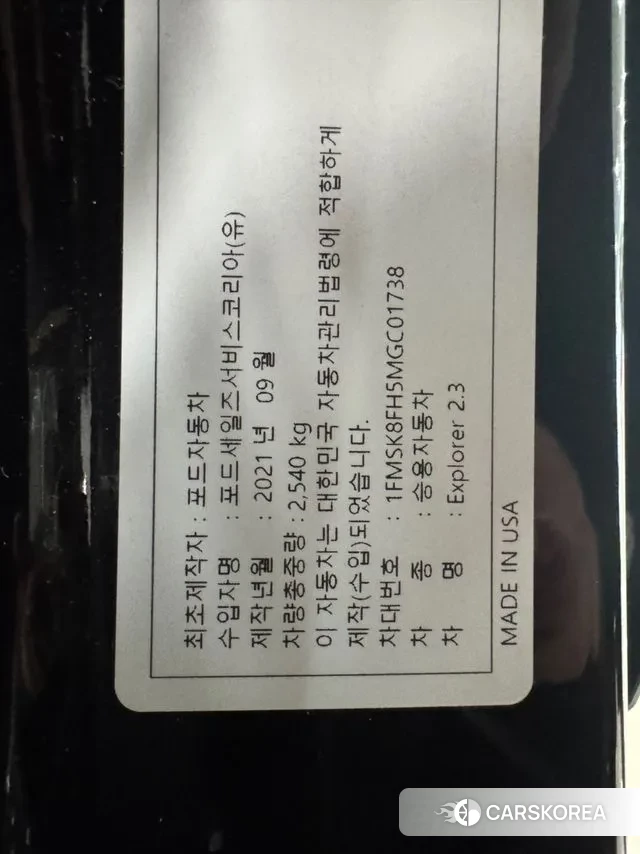 최초제작자 : 포드자동차
수입자명 : 포드세일즈서비스코리아(유)
제작년월 : 2021 년 09 월
차량총중량 : 2,540 kg
이 자동차는 대한민국 자동차관리법령에 적합하게
제작(수입)되었습니다.
차대번호 : 1FMSK8FH5MGC01738
차 종 : 승용자동차
차 명 : Explorer 2.3
MADE IN USA
CARSKOREA